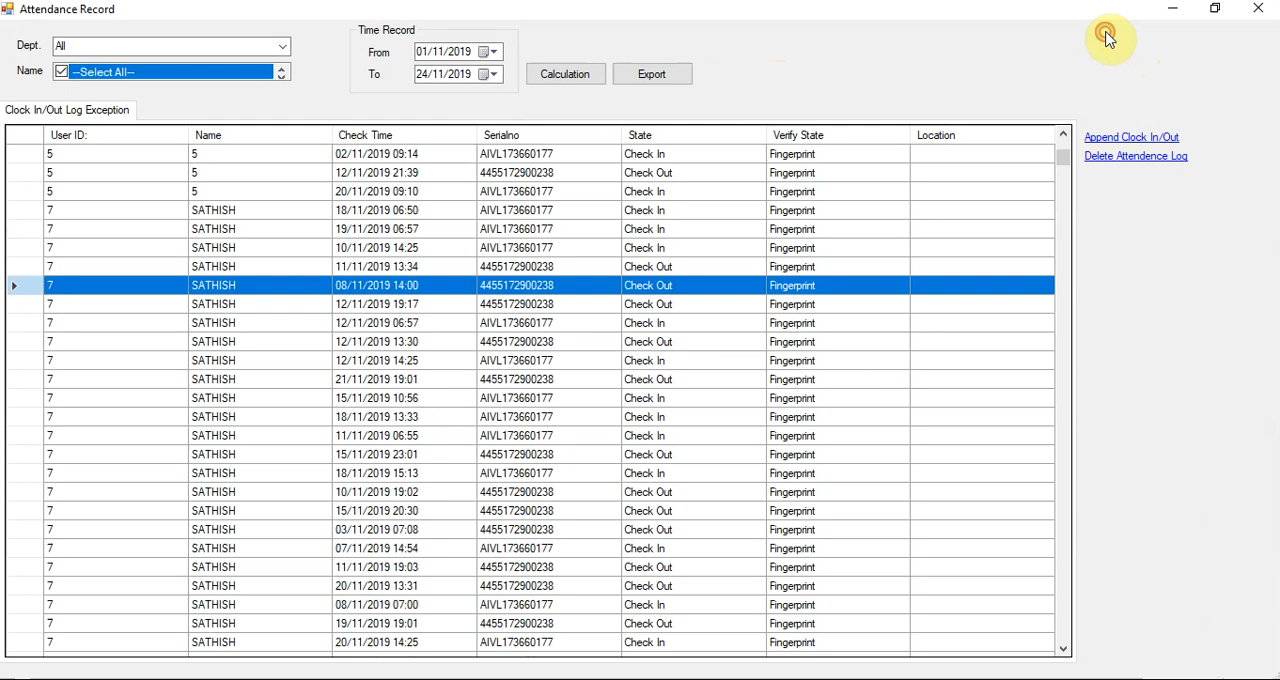 Attendance Record
Dept. All
Name --Select All--
Time Record
From 01/11/2019
To 24/11/2019
Calculation Export
Clock In/Out Log Exception
User ID: Name Check Time Serialno State Verify State Location
5 5 02/11/2019 09:14 AIVL173660177 Check In Fingerprint
5 5 12/11/2019 21:39 4455172900238 Check Out Fingerprint
5 5 20/11/2019 09:10 AIVL173660177 Check In Fingerprint
7 SATHISH 18/11/2019 06:50 AIVL173660177 Check In Fingerprint
7 SATHISH 19/11/2019 06:57 AIVL173660177 Check In Fingerprint
7 SATHISH 10/11/2019 14:25 AIVL173660177 Check In Fingerprint
7 SATHISH 11/11/2019 13:34 4455172900238 Check Out Fingerprint
7 SATHISH 08/11/2019 14:00 4455172900238 Check Out Fingerprint
7 SATHISH 12/11/2019 19:17 4455172900238 Check Out Fingerprint
7 SATHISH 12/11/2019 06:57 AIVL173660177 Check In Fingerprint
7 SATHISH 12/11/2019 13:30 4455172900238 Check Out Fingerprint
7 SATHISH 12/11/2019 14:25 AIVL173660177 Check In Fingerprint
7 SATHISH 21/11/2019 19:01 4455172900238 Check Out Fingerprint
7 SATHISH 15/11/2019 10:56 AIVL173660177 Check In Fingerprint
7 SATHISH 18/11/2019 13:33 AIVL173660177 Check In Fingerprint
7 SATHISH 11/11/2019 06:55 AIVL173660177 Check In Fingerprint
7 SATHISH 15/11/2019 23:01 4455172900238 Check Out Fingerprint
7 SATHISH 18/11/2019 15:13 AIVL173660177 Check In Fingerprint
7 SATHISH 10/11/2019 19:02 4455172900238 Check Out Fingerprint
7 SATHISH 15/11/2019 20:30 4455172900238 Check Out Fingerprint
7 SATHISH 03/11/2019 07:08 4455172900238 Check Out Fingerprint
7 SATHISH 07/11/2019 14:54 AIVL173660177 Check In Fingerprint
7 SATHISH 11/11/2019 19:03 4455172900238 Check Out Fingerprint
7 SATHISH 20/11/2019 13:31 4455172900238 Check Out Fingerprint
7 SATHISH 08/11/2019 07:00 AIVL173660177 Check In Fingerprint
7 SATHISH 19/11/2019 19:01 4455172900238 Check Out Fingerprint
7 SATHISH 20/11/2019 14:25 AIVL173660177 Check In Fingerprint
Append Clock In/Out
Delete Attendence Log